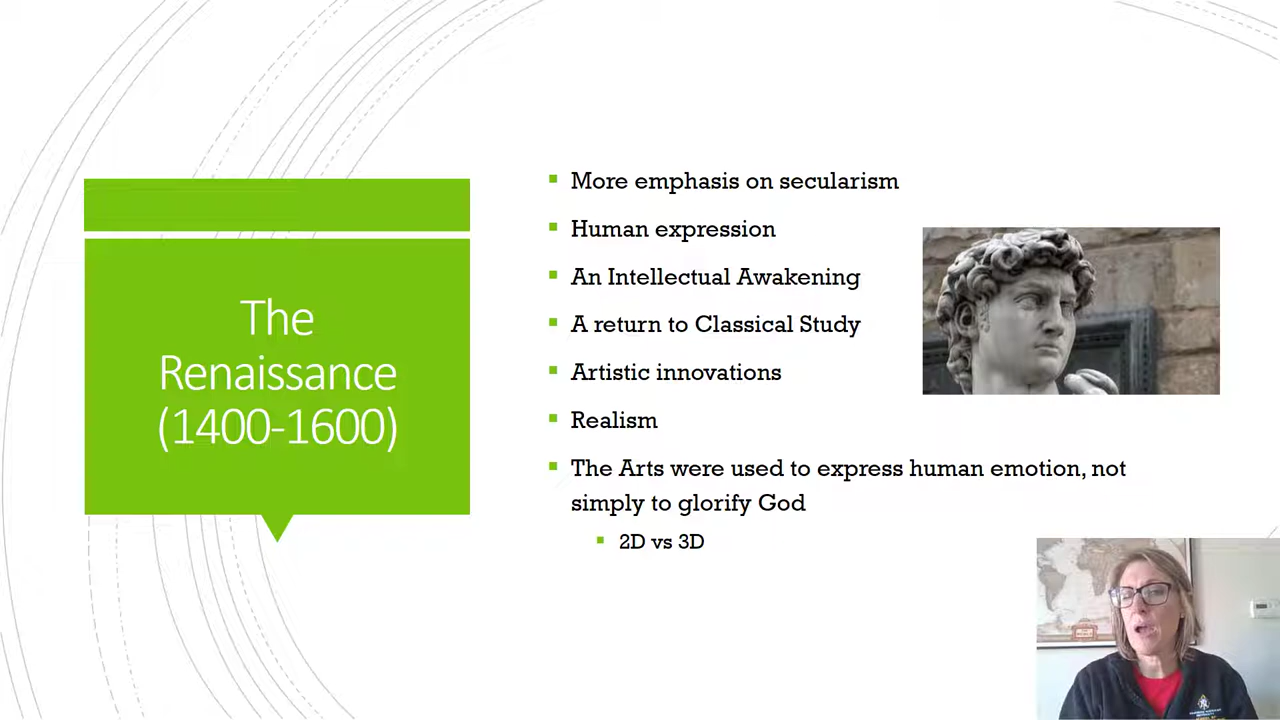 The
Renaissance
(1400-1600)
More emphasis on secularism
Human expression
An Intellectual Awakening
A return to Classical Study
Artistic innovations
Realism
The Arts were used to express human emotion, not
simply to glorify God
2D vs 3D